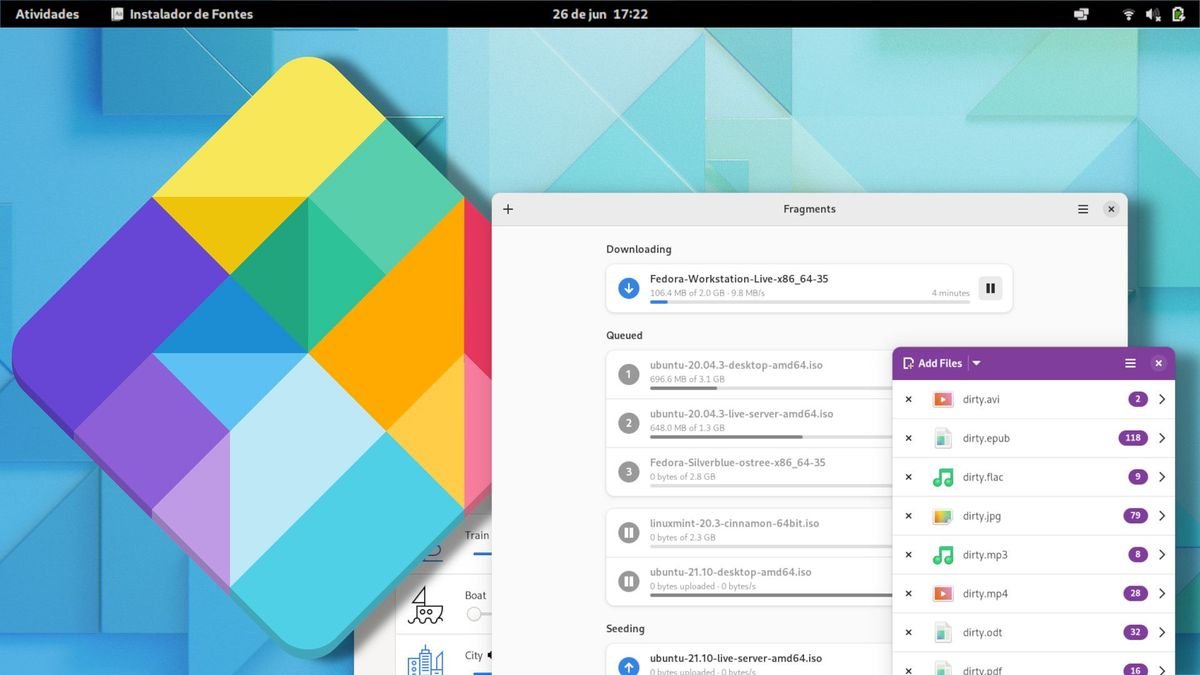 Atividades
Instalador de Fontes
26 de jun 17:22
Fragments
Downloading
Fedora-Workstation-Live-x86_64-35
106.4 MB of 2.0 GB · 9.8 MB/s
4 minutes
Queued
1
ubuntu-20.04.3-desktop-amd64.iso
696.6 MB of 3.1 GB
2
ubuntu-20.04.3-live-server-amd64.iso
648.0 MB of 1.3 GB
3
Fedora-Silverblue-ostree-x86_64-35
0 bytes of 2.8 GB
linuxmint-20.3-cinnamon-64bit.iso
0 bytes of 2.3 GB
ubuntu-21.10-desktop-amd64.iso
0 bytes uploaded · 0 bytes/s
Seeding
ubuntu-21.10-live-server-amd64.iso
0 bytes uploaded · 0 bytes/s
Add Files
dirty.avi 2
dirty.epub 118
dirty.flac 9
dirty.jpg 79
dirty.mp3 8
dirty.mp4 28
dirty.odt 32
dirty.pdf 16
Train
Boat
City